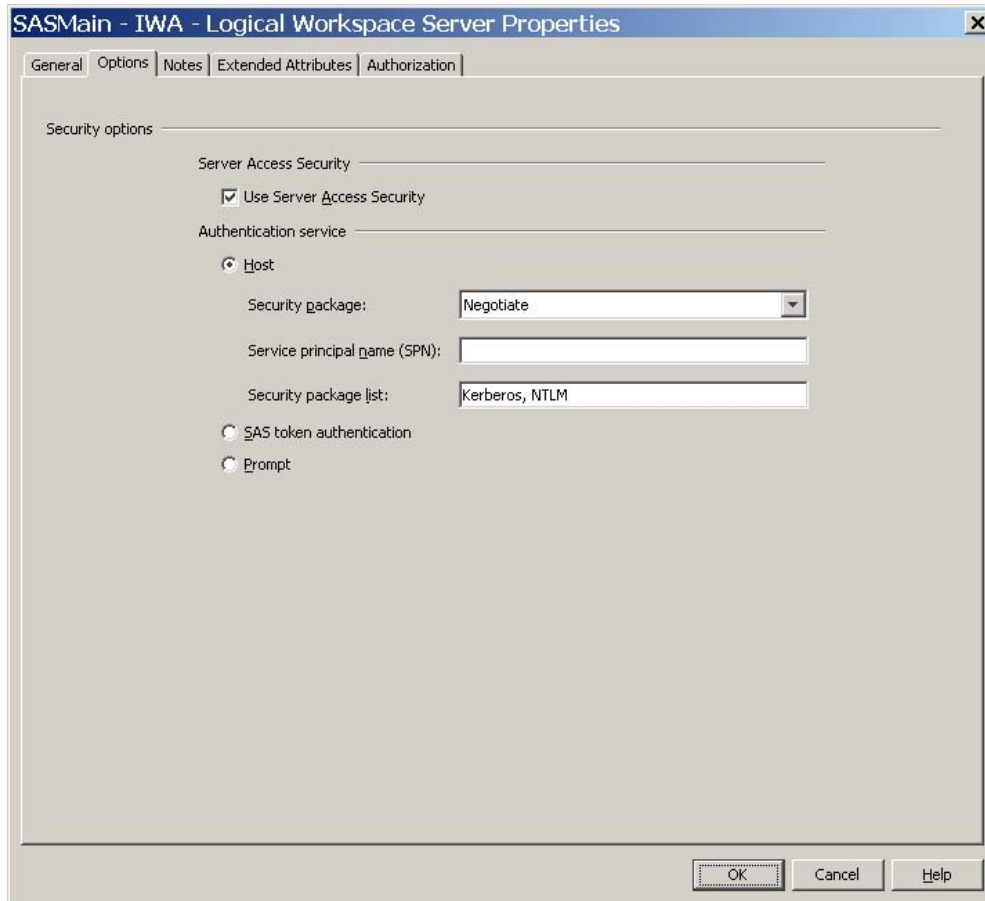 SASMain - IWA - Logical Workspace Server Properties
General Options Notes Extended Attributes Authorization
Security options
Server Access Security
Use Server Access Security
Authentication service
Host
Security package: Negotiate
Service principal name (SPN):
Security package list: Kerberos, NTLM
SAS token authentication
Prompt
OK Cancel Help